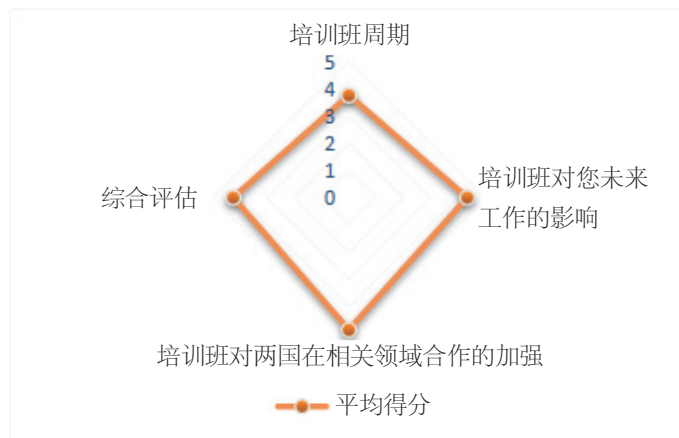 培训班周期
5
4
3
2
1
0
培训班对您未来
工作的影响
综合评估
培训班对两国在相关领域合作的加强
平均得分